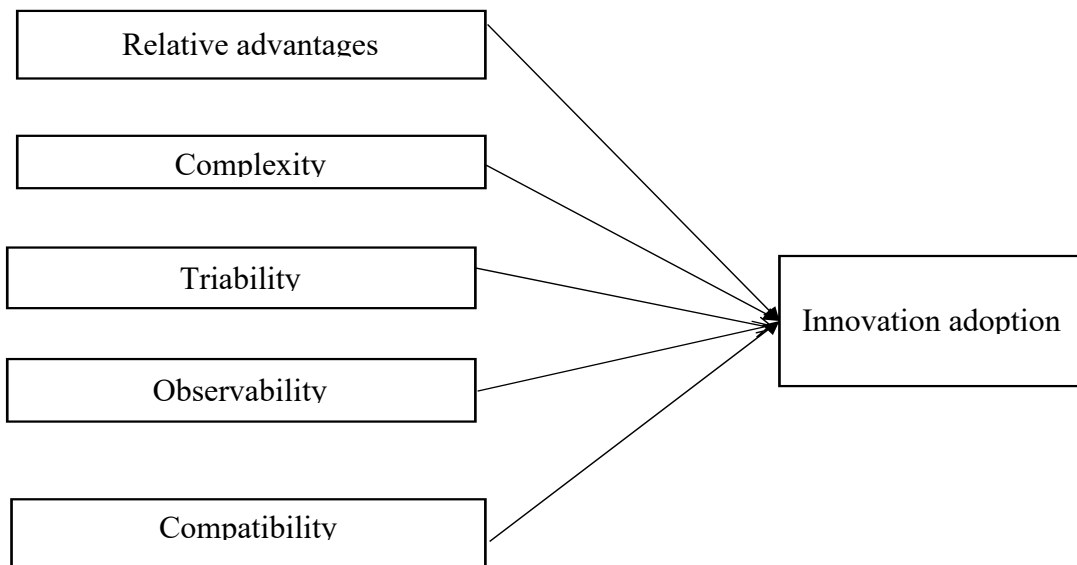 Relative advantages
Complexity
Triability
Observability
Compatibility
Innovation adoption